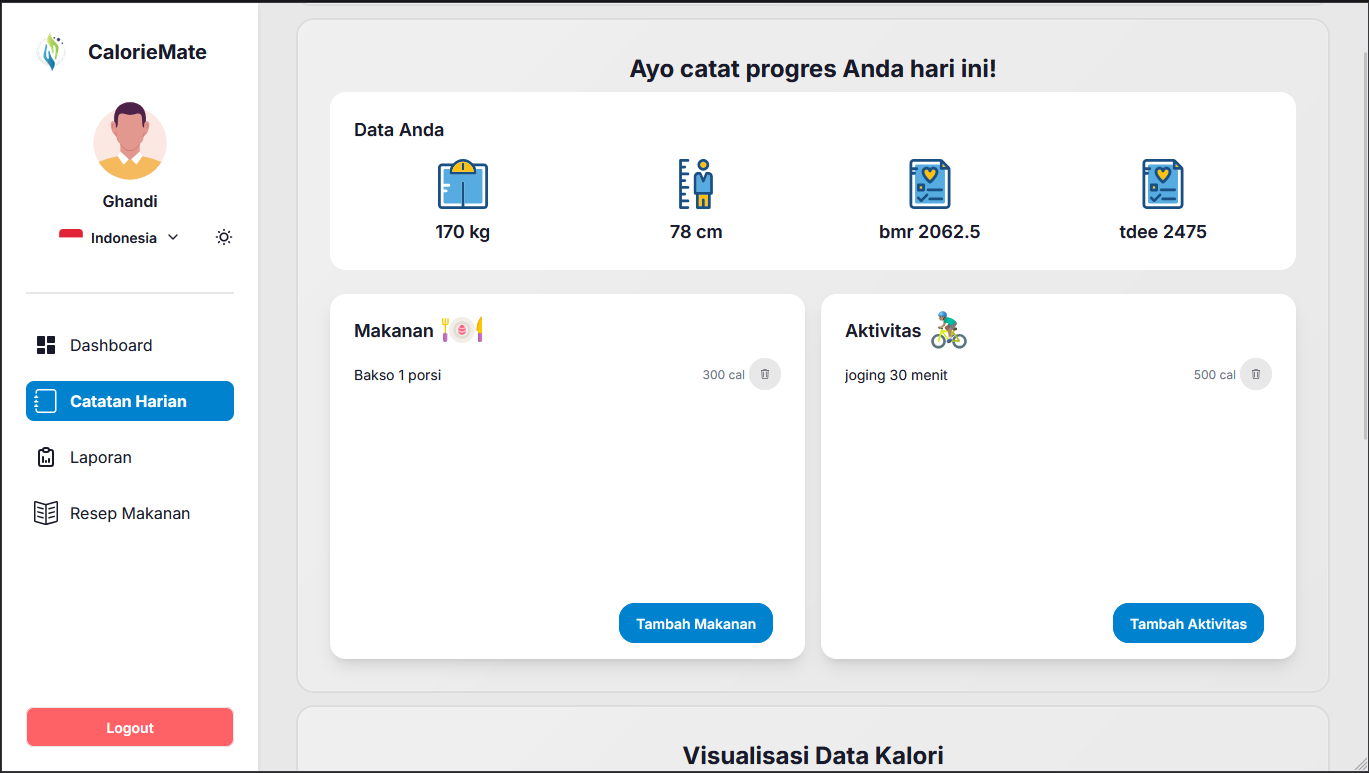 CalorieMate
Ghandi
Indonesia
Dashboard
Catatan Harian
Laporan
Resep Makanan
Logout
Ayo catat progres Anda hari ini!
Data Anda
170 kg
78 cm
bmr 2062.5
tdee 2475
Makanan
Bakso 1 porsi
300 cal
Tambah Makanan
Aktivitas
joging 30 menit
500 cal
Tambah Aktivitas
Visualisasi Data Kalori